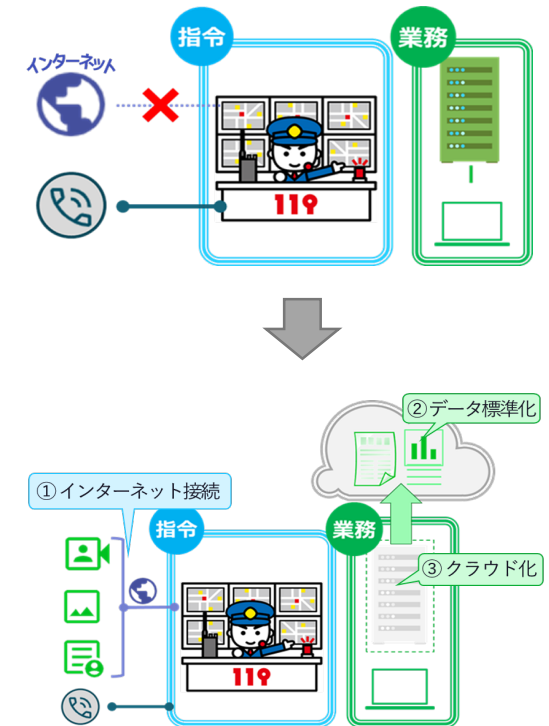 指令
業務
インターネット
119
②データ標準化
①インターネット接続
指令
業務
③クラウド化
119